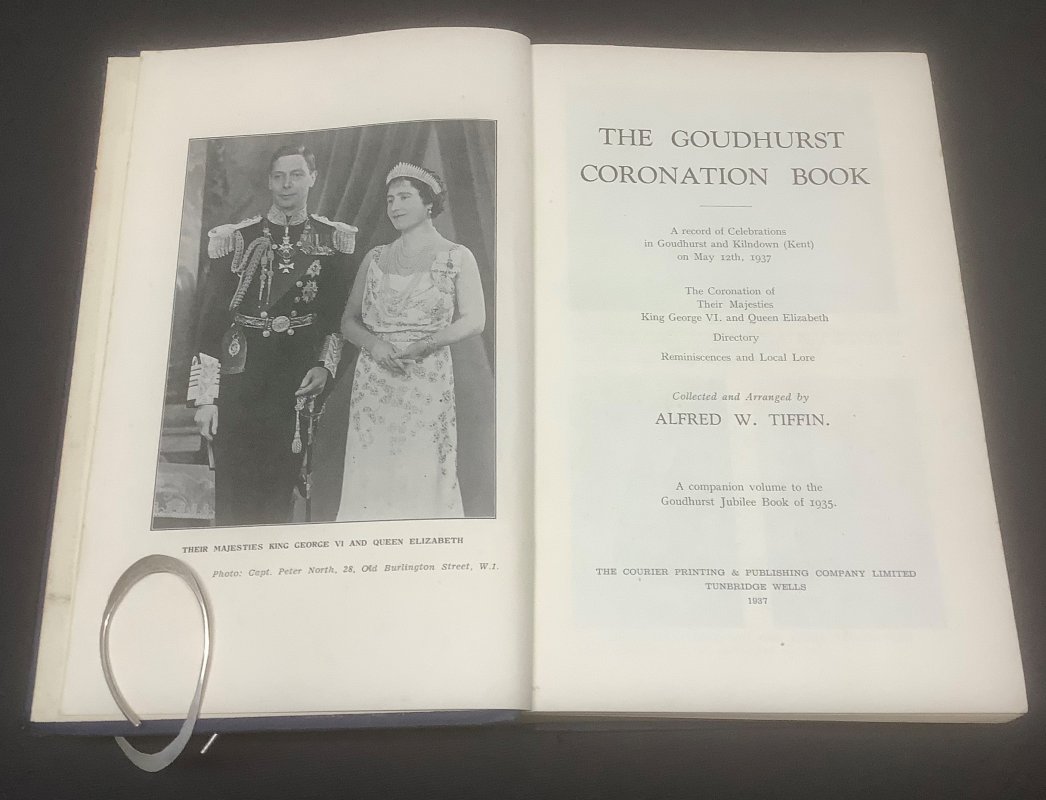 THEIR MAJESTIES KING GEORGE VI AND QUEEN ELIZABETH
Photo: Capt. Peter North, 28, Old Burlington Street, W.1.
THE GOUDHURST
CORONATION BOOK
A record of Celebrations
in Goudhurst and Kilndown (Kent)
on May 12th, 1937
The Coronation of
Their Majesties
King George VI. and Queen Elizabeth
Directory
Reminiscences and Local Lore
Collected and Arranged by
ALFRED W. TIFFIN.
A companion volume to the
Goudhurst Jubilee Book of 1935.
THE COURIER PRINTING & PUBLISHING COMPANY LIMITED
TUNBRIDGE WELLS
1937